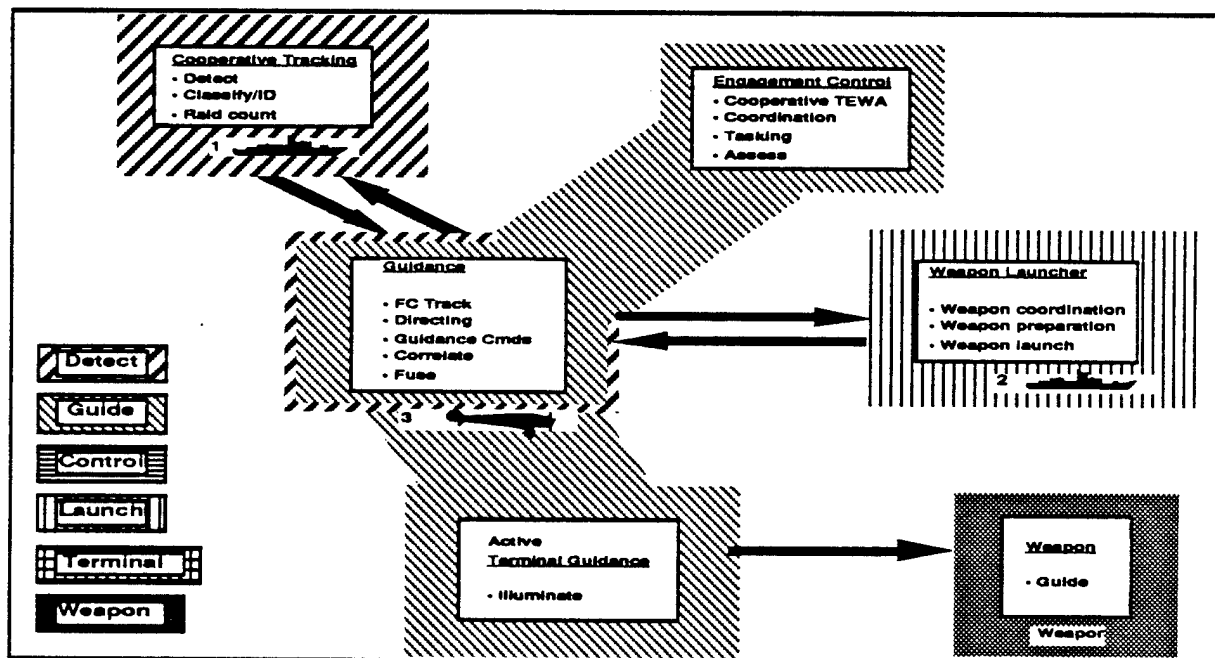 Cooperative Tracking
• Detect
• Classify/ID
• Raid count
1
Engagement Control
• Cooperative TEWA
• Coordination
• Tasking
• Assess
Guidance
• FC Track
• Directing
• Guidance Cmds
• Correlate
• Fuse
3
Weapon Launcher
• Weapon coordination
• Weapon preparation
• Weapon launch
2
Detect
Guide
Control
Launch
Terminal
Weapon
Active
Terminal Guidance
• Illuminate
Weapon
• Guide
Weapon